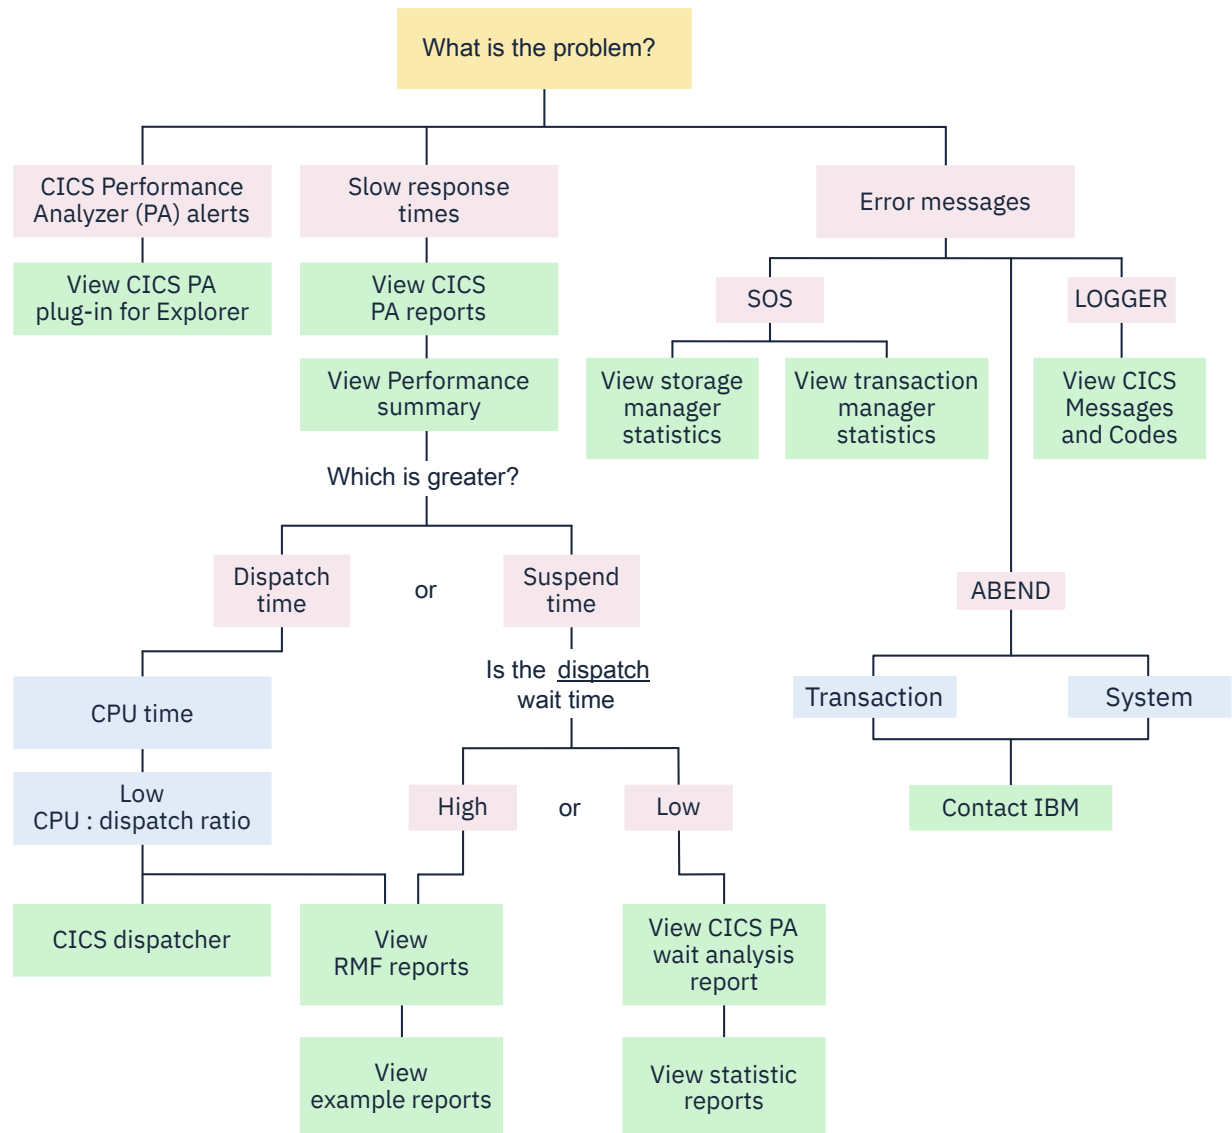 What is the problem?
CICS Performance
Analyzer (PA) alerts
Slow response
times
Error messages
View CICS PA
plug-in for Explorer
View CICS
PA reports
SOS
LOGGER
View Performance
summary
View storage
manager
statistics
View transaction
manager
statistics
View CICS
Messages
and Codes
Which is greater?
Dispatch
time
or
Suspend
time
ABEND
Is the dispatch
wait time
CPU time
Transaction
System
Low
CPU : dispatch ratio
High
or
Low
Contact IBM
CICS dispatcher
View
RMF reports
View CICS PA
wait analysis
report
View
example reports
View statistic
reports